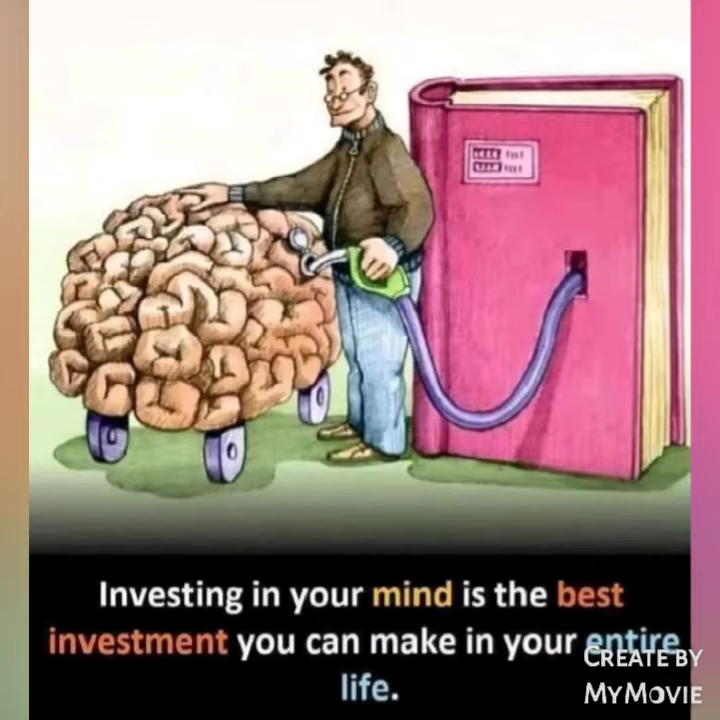 Investing in your mind is the best
investment you can make in your entire
life.
CREATE BY
MYMOVIE